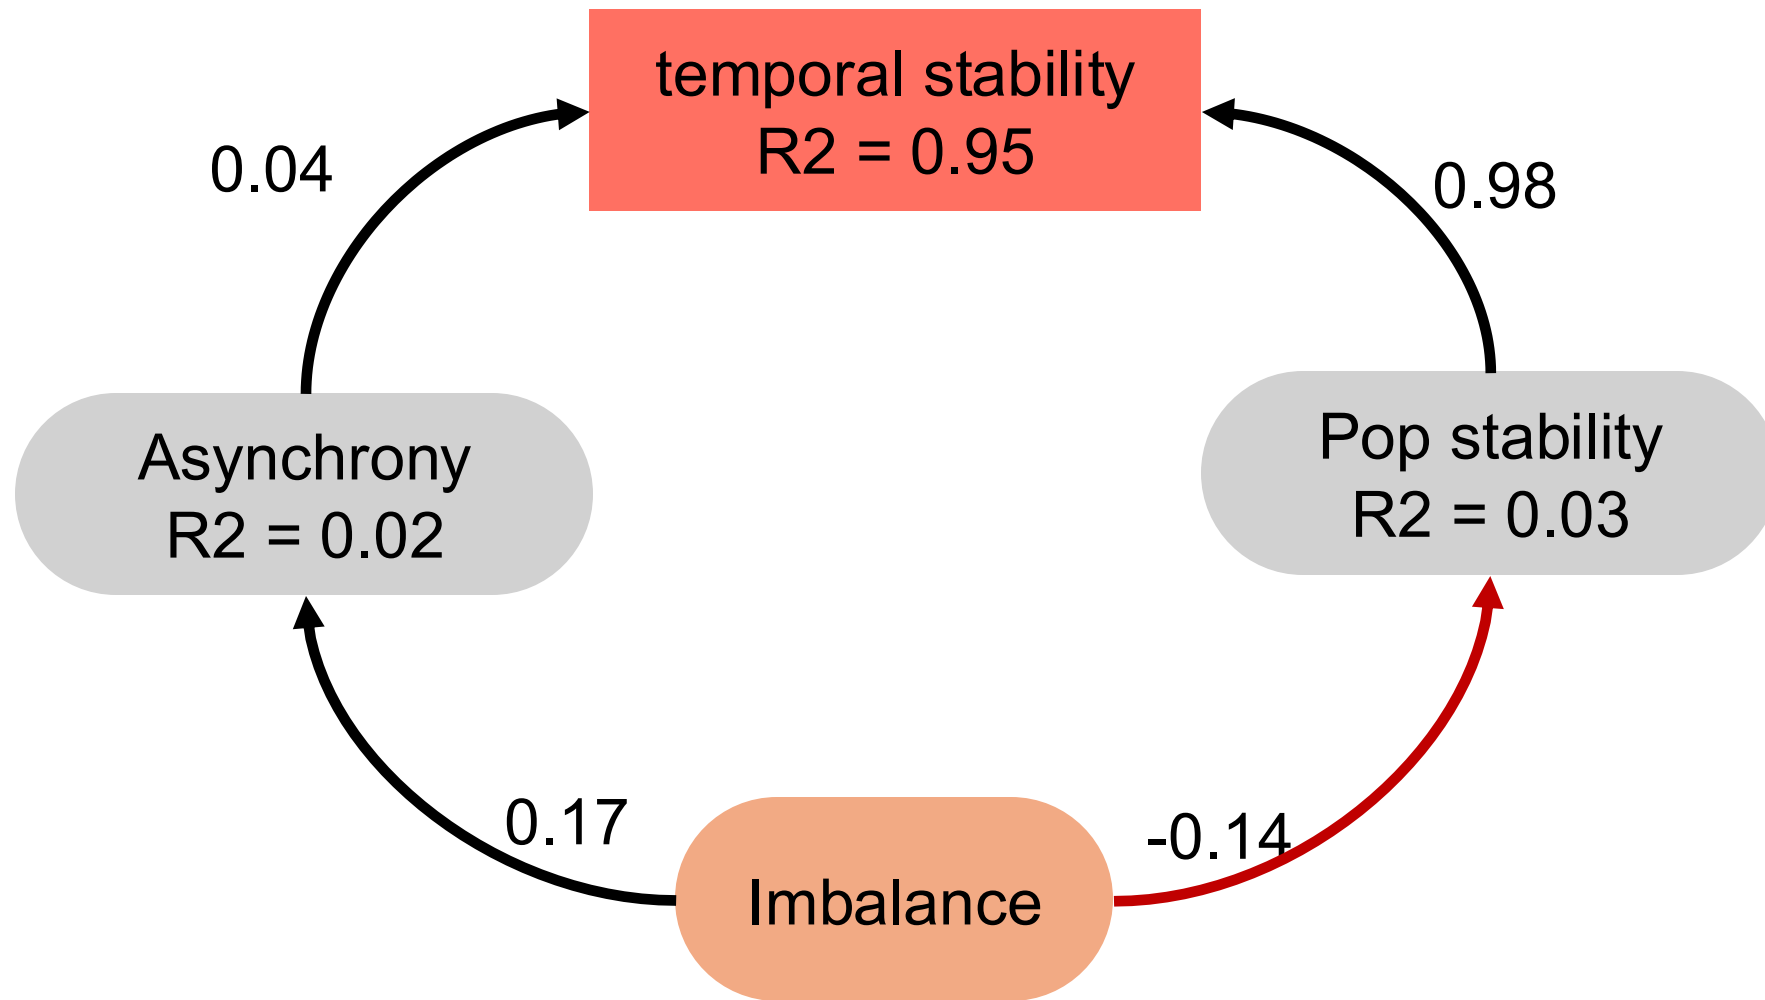 temporal stability
R2 = 0.95
0.04
0.98
Asynchrony
R2 = 0.02
Pop stability
R2 = 0.03
0.17
-0.14
Imbalance